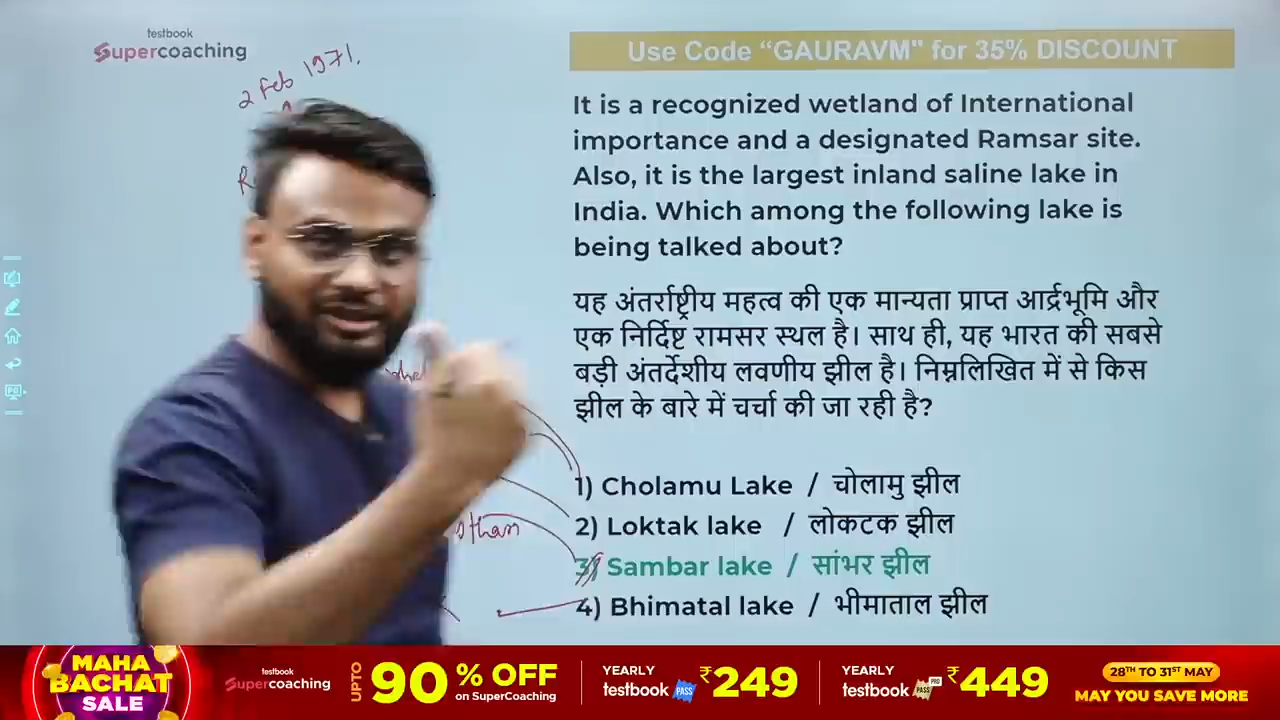 testbook
Supercoaching
2 Feb 1971.
Use Code “GAURAVM" for 35% DISCOUNT
It is a recognized wetland of International
importance and a designated Ramsar site.
Also, it is the largest inland saline lake in
India. Which among the following lake is
being talked about?
यह अंतर्राष्ट्रीय महत्व की एक मान्यता प्राप्त आर्द्रभूमि और
एक निर्दिष्ट रामसर स्थल है। साथ ही, यह भारत की सबसे
बड़ी अंतर्देशीय लवणीय झील है। निम्नलिखित में से किस
झील के बारे में चर्चा की जा रही है?
1) Cholamu Lake / चोलामु झील
2) Loktak lake / लोकटक झील
3) Sambar lake / सांभर झील
4) Bhimatal lake / भीमाताल झील
MAHA
BACHAT
SALE
testbook
Supercoaching
UPTO
90% OFF
on SuperCoaching
YEARLY
testbook PASS
₹249
YEARLY
testbook PASS PRO
₹449
28TH TO 31ST MAY
MAY YOU SAVE MORE